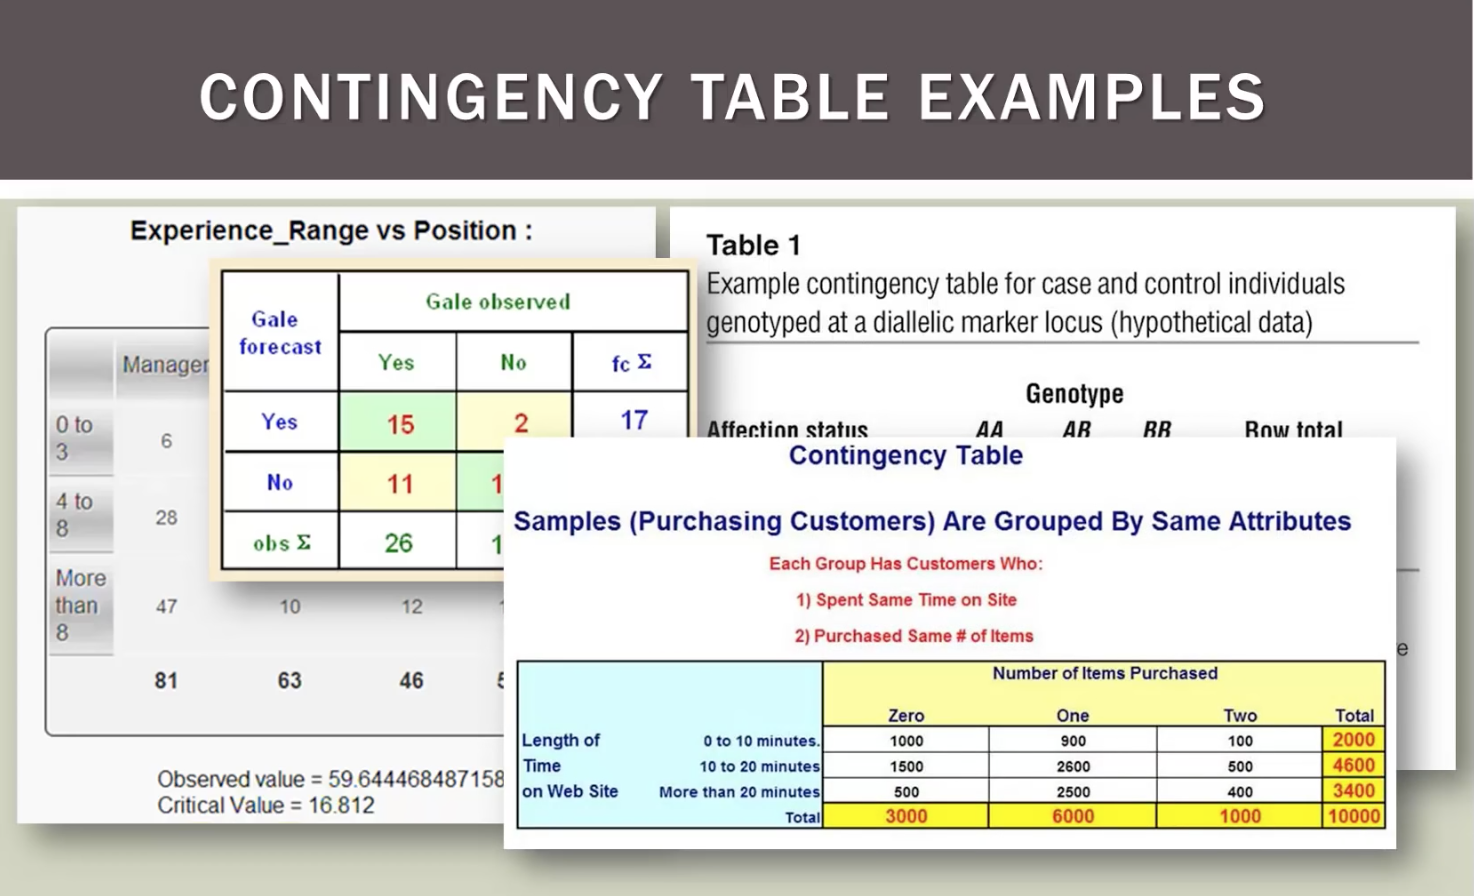 CONTINGENCY TABLE EXAMPLES
Experience_Range vs Position :
Manager
0 to 3 6
4 to 8 28
More than 8 47 10 12
81 63 46
Observed value = 59.644468487158
Critical Value = 16.812
Gale forecast Gale observed
Yes No fc Σ
Yes 15 2 17
No 11
obs Σ 26
Table 1
Example contingency table for case and control individuals
genotyped at a diallelic marker locus (hypothetical data)
Genotype
Affection status AA AB BB Row total
Contingency Table
Samples (Purchasing Customers) Are Grouped By Same Attributes
Each Group Has Customers Who:
1) Spent Same Time on Site
2) Purchased Same # of Items
Number of Items Purchased
Zero One Two Total
Length of 0 to 10 minutes. 1000 900 100 2000
Time 10 to 20 minutes 1500 2600 500 4600
on Web Site More than 20 minutes 500 2500 400 3400
Total 3000 6000 1000 10000